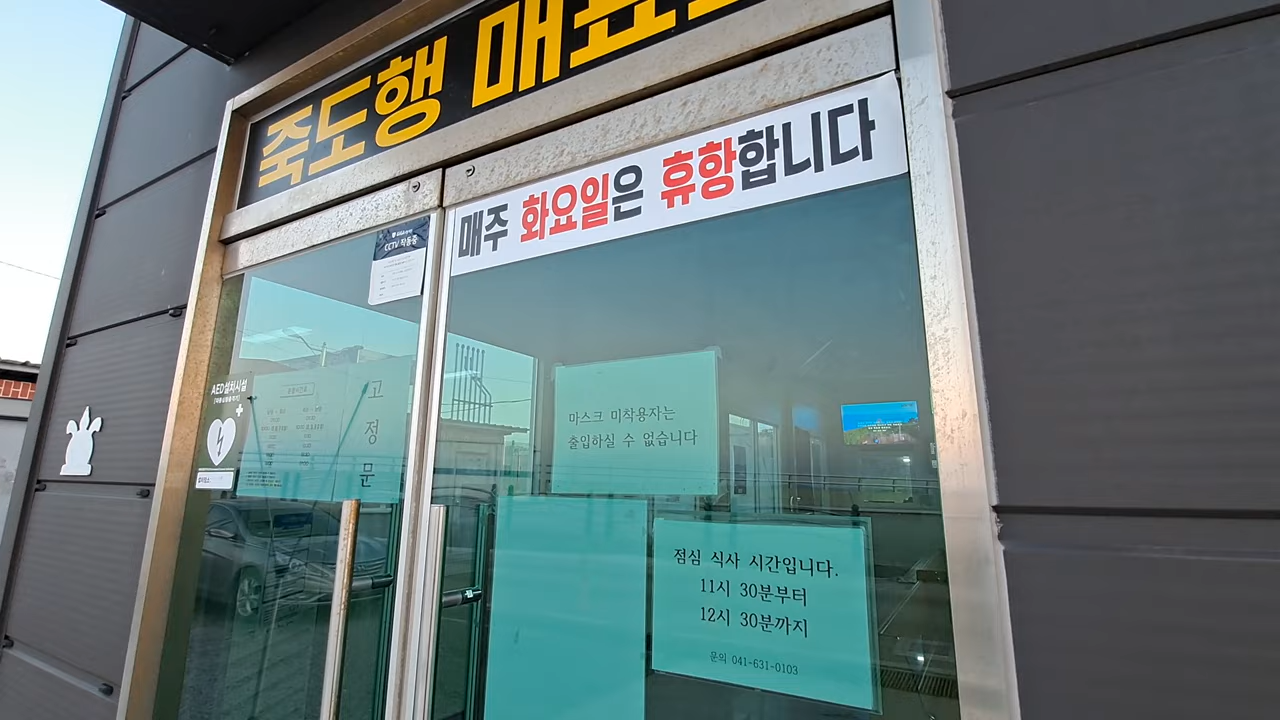 죽도행 매표소
매주 화요일은 휴항합니다
CCTV 작동중
AED설치시설
고
정
문
마스크 미착용자는
출입하실 수 없습니다
점심 식사 시간입니다.
11시 30분부터
12시 30분까지
문의 041-631-0103